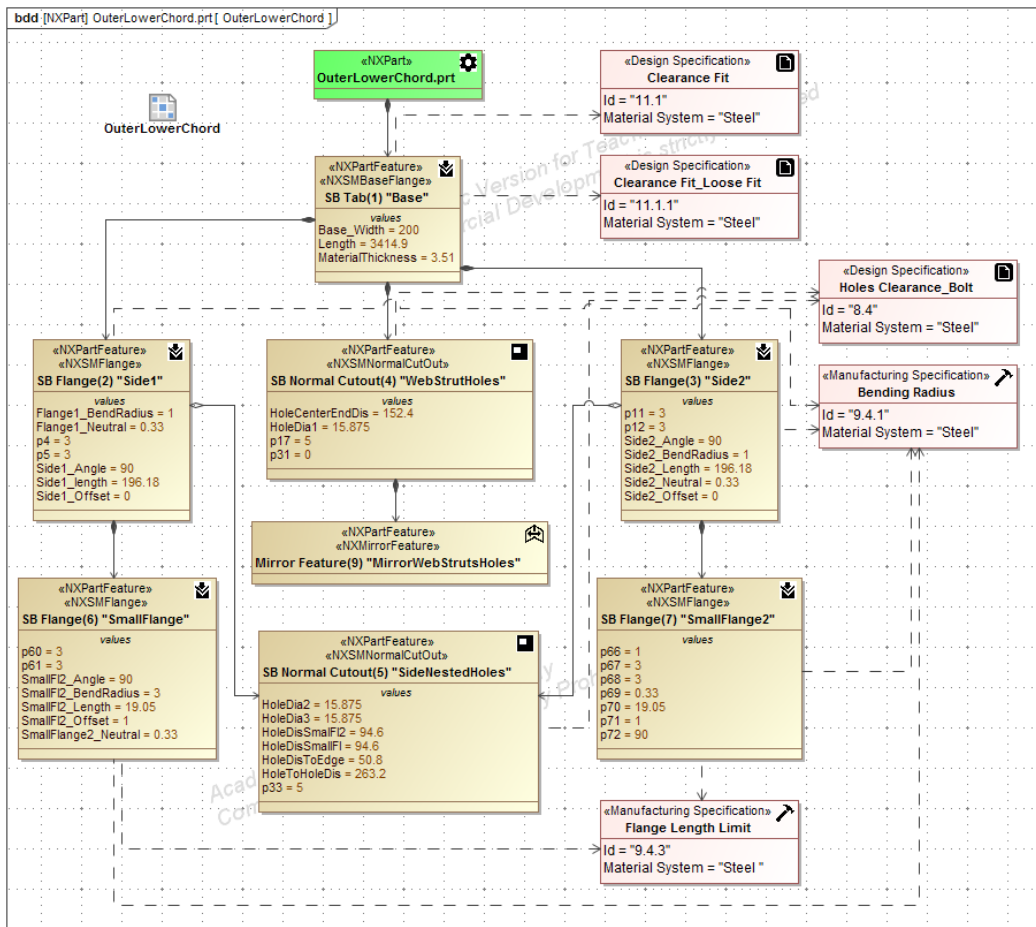 bdd [NXPart] OuterLowerChord.prt [ OuterLowerChord ]
OuterLowerChord
«NXPart»
OuterLowerChord.prt
«Design Specification»
Clearance Fit
Id = "11.1"
Material System = "Steel"
«NXPartFeature»
«NXSMBaseFlange»
SB Tab(1) "Base"
values
Base_Width = 200
Length = 3414.9
MaterialThickness = 3.51
«Design Specification»
Clearance Fit_Loose Fit
Id = "11.1.1"
Material System = "Steel"
«Design Specification»
Holes Clearance_Bolt
Id = "8.4"
Material System = "Steel"
«NXPartFeature»
«NXSMFlange»
SB Flange(2) "Side1"
values
Flange1_BendRadius = 1
Flange1_Neutral = 0.33
p4 = 3
p5 = 3
Side1_Angle = 90
Side1_length = 196.18
Side1_Offset = 0
«NXPartFeature»
«NXSMNormalCutOut»
SB Normal Cutout(4) "WebStrutHoles"
values
HoleCenterEndDis = 152.4
HoleDia1 = 15.875
p17 = 5
p31 = 0
«NXPartFeature»
«NXSMFlange»
SB Flange(3) "Side2"
values
p11 = 3
p12 = 3
Side2_Angle = 90
Side2_BendRadius = 1
Side2_Length = 196.18
Side2_Neutral = 0.33
Side2_Offset = 0
«Manufacturing Specification»
Bending Radius
Id = "9.4.1"
Material System = "Steel"
«NXPartFeature»
«NXMirrorFeature»
Mirror Feature(9) "MirrorWebStrutsHoles"
«NXPartFeature»
«NXSMFlange»
SB Flange(6) "SmallFlange"
values
p60 = 3
p61 = 3
SmallFl2_Angle = 90
SmallFl2_BendRadius = 3
SmallFl2_Length = 19.05
SmallFl2_Offset = 1
SmallFlange2_Neutral = 0.33
«NXPartFeature»
«NXSMNormalCutOut»
SB Normal Cutout(5) "SideNestedHoles"
values
HoleDia2 = 15.875
HoleDia3 = 15.875
HoleDisSmalFl2 = 94.6
HoleDisSmallFl = 94.6
HoleDisToEdge = 50.8
HoleToHoleDis = 263.2
p33 = 5
«NXPartFeature»
«NXSMFlange»
SB Flange(7) "SmallFlange2"
values
p66 = 1
p67 = 3
p68 = 3
p69 = 0.33
p70 = 19.05
p71 = 1
p72 = 90
«Manufacturing Specification»
Flange Length Limit
Id = "9.4.3"
Material System = "Steel "